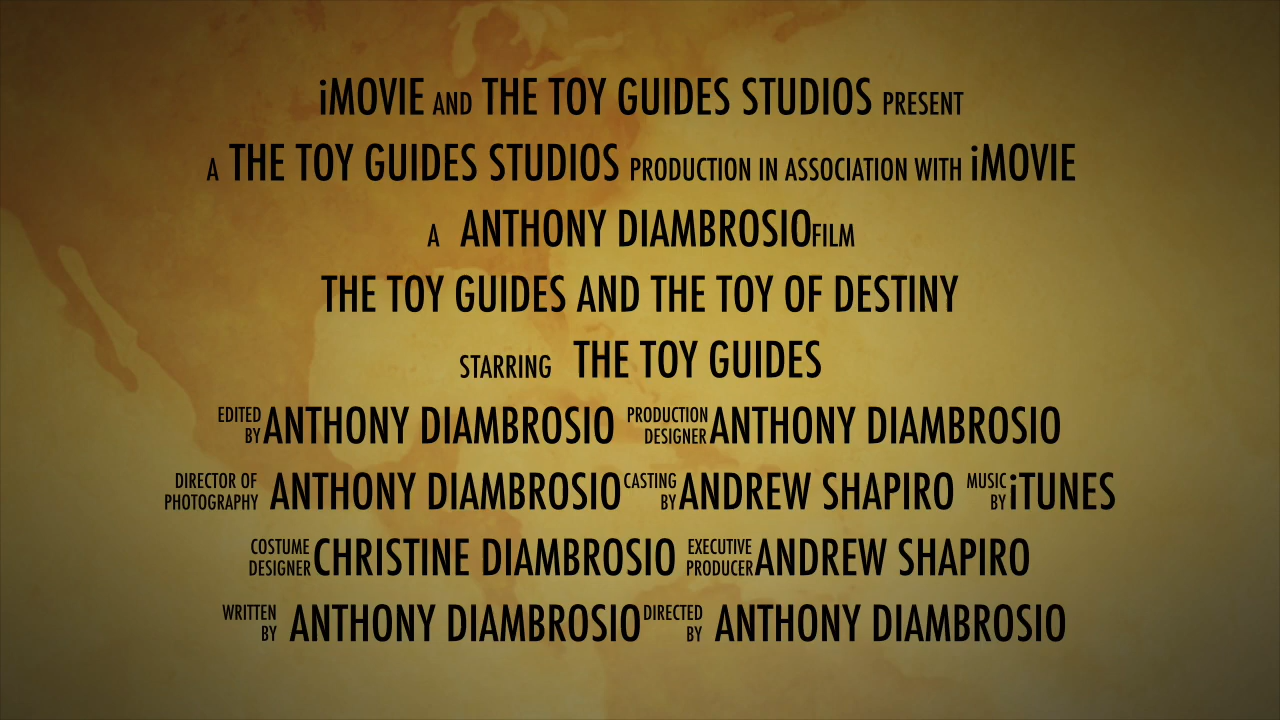 iMOVIE AND THE TOY GUIDES STUDIOS PRESENT
A THE TOY GUIDES STUDIOS PRODUCTION IN ASSOCIATION WITH iMOVIE
A ANTHONY DIAMBROSIO FILM
THE TOY GUIDES AND THE TOY OF DESTINY
STARRING THE TOY GUIDES
EDITED BY ANTHONY DIAMBROSIO PRODUCTION DESIGNER ANTHONY DIAMBROSIO
DIRECTOR OF PHOTOGRAPHY ANTHONY DIAMBROSIO CASTING BY ANDREW SHAPIRO MUSIC BY iTUNES
COSTUME DESIGNER CHRISTINE DIAMBROSIO EXECUTIVE PRODUCER ANDREW SHAPIRO
WRITTEN BY ANTHONY DIAMBROSIO DIRECTED BY ANTHONY DIAMBROSIO